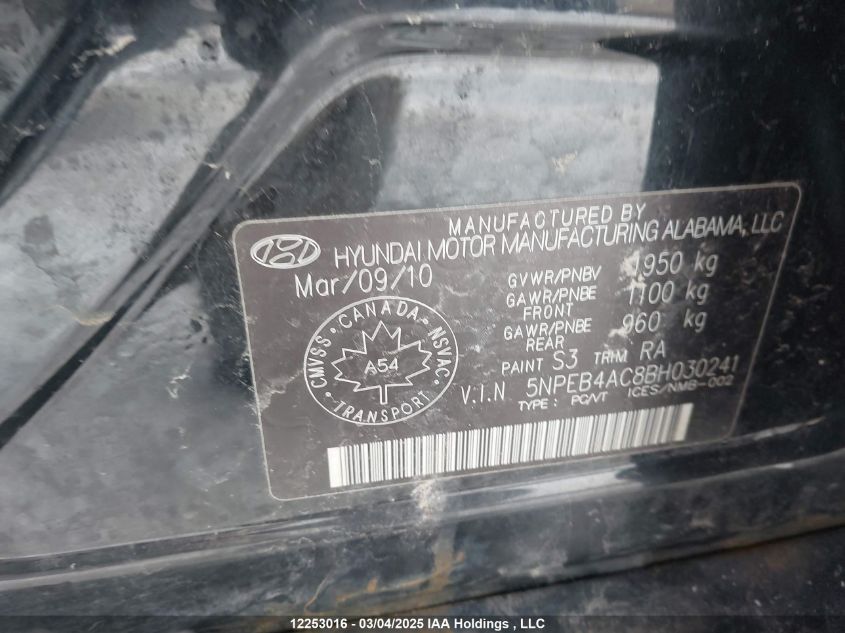 MANUFACTURED BY
HYUNDAI MOTOR MANUFACTURING ALABAMA, LLC
Mar/09/10
GVWR/PNBV 1950 kg
GAWR/PNBE FRONT 1100 kg
GAWR/PNBE REAR 960 kg
PAINT S3 TRIM RA
V.I.N 5NPEB4AC8BH030241
TYPE : PC/VT ICES/NMB-002
CMVSS • CANADA • NSVAC
A54
• TRANSPORT •
12253016 - 03/04/2025 IAA Holdings , LLC